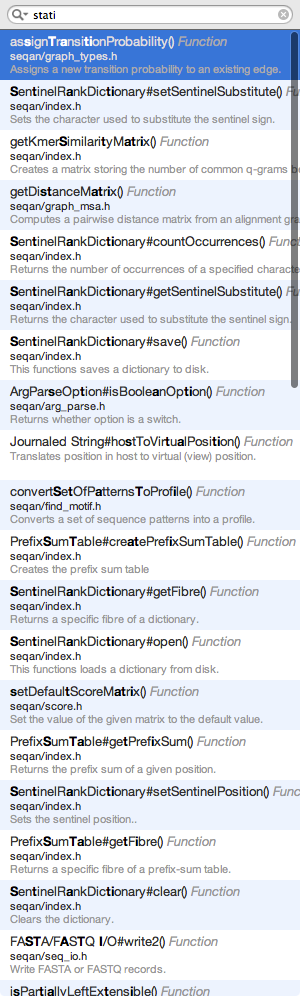 stati
assignTransitionProbability() Function
seqan/graph_types.h
Assigns a new transition probability to an existing edge.
SentinelRankDictionary#setSentinelSubstitute() Fu
seqan/index.h
Sets the character used to substitute the sentinel sign.
getKmerSimilarityMatrix() Function
seqan/index.h
Creates a matrix storing the number of common q-grams be
getDistanceMatrix() Function
seqan/graph_msa.h
Computes a pairwise distance matrix from an alignment gra
SentinelRankDictionary#countOccurrences() Functi
seqan/index.h
Returns the number of occurrences of a specified characte
SentinelRankDictionary#getSentinelSubstitute() Fu
seqan/index.h
Returns the character used to substitute the sentinel sign.
SentinelRankDictionary#save() Function
seqan/index.h
This functions saves a dictionary to disk.
ArgParseOption#isBooleanOption() Function
seqan/arg_parse.h
Returns whether option is a switch.
Journaled String#hostToVirtualPosition() Function
Translates position in host to virtual (view) position.
convertSetOfPatternsToProfile() Function
seqan/find_motif.h
Converts a set of sequence patterns into a profile.
PrefixSumTable#createPrefixSumTable() Function
seqan/index.h
Creates the prefix sum table
SentinelRankDictionary#getFibre() Function
seqan/index.h
Returns a specific fibre of a dictionary.
SentinelRankDictionary#open() Function
seqan/index.h
This functions loads a dictionary from disk.
setDefaultScoreMatrix() Function
seqan/score.h
Set the value of the given matrix to the default value.
PrefixSumTable#getPrefixSum() Function
seqan/index.h
Returns the prefix sum of a given position.
SentinelRankDictionary#setSentinelPosition() Func
seqan/index.h
Sets the sentinel position..
PrefixSumTable#getFibre() Function
seqan/index.h
Returns a specific fibre of a prefix-sum table.
SentinelRankDictionary#clear() Function
seqan/index.h
Clears the dictionary.
FASTA/FASTQ I/O#write2() Function
seqan/seq_io.h
Write FASTA or FASTQ records.
isPartiallyLeftExtensible() Function